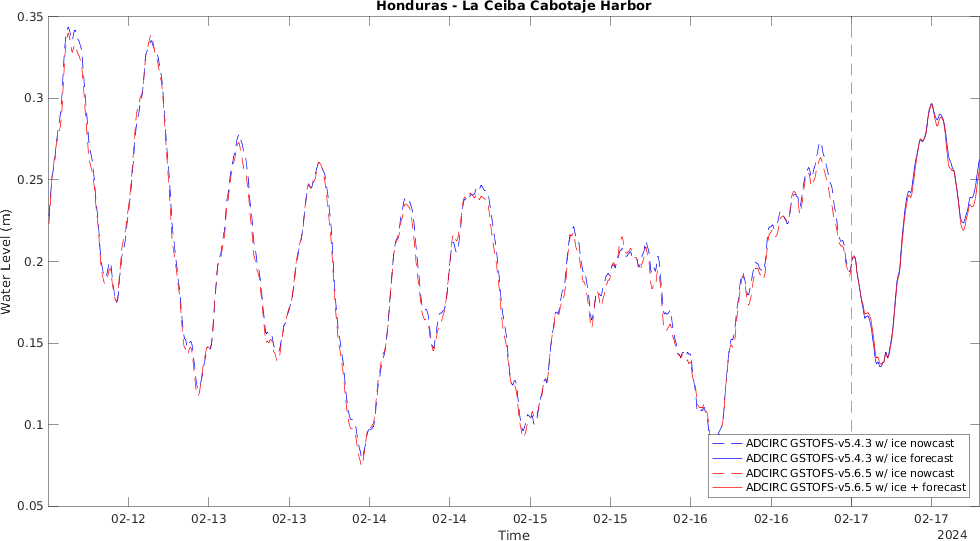 Honduras - La Ceiba Cabotaje Harbor
0.35
0.3
0.25
0.2
0.15
0.1
0.05
Water Level (m)
ADCIRC GSTOFS-v5.4.3 w/ ice nowcast
ADCIRC GSTOFS-v5.4.3 w/ ice forecast
ADCIRC GSTOFS-v5.6.5 w/ ice nowcast
ADCIRC GSTOFS-v5.6.5 w/ ice + forecast
02-12 02-13 02-13 02-14 02-14 02-15 02-15 02-16 02-16 02-17 02-17
Time
2024